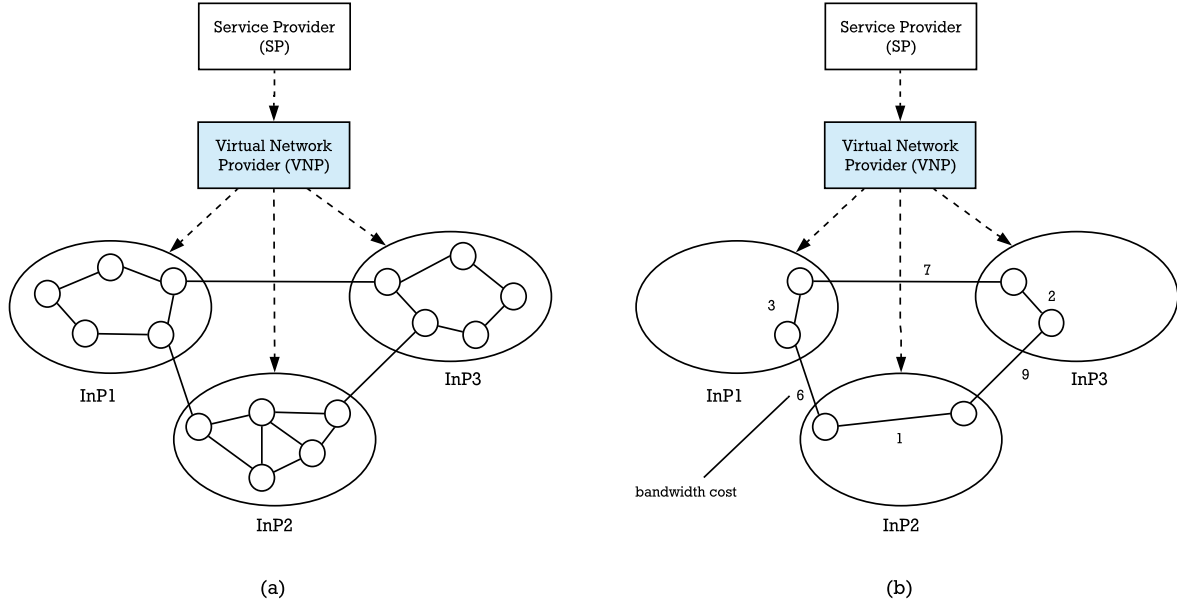 Service Provider
(SP)
Virtual Network
Provider (VNP)
InP1
InP3
InP2
(a)
Service Provider
(SP)
Virtual Network
Provider (VNP)
7
3
2
InP1
6
9
InP3
1
bandwidth cost
InP2
(b)